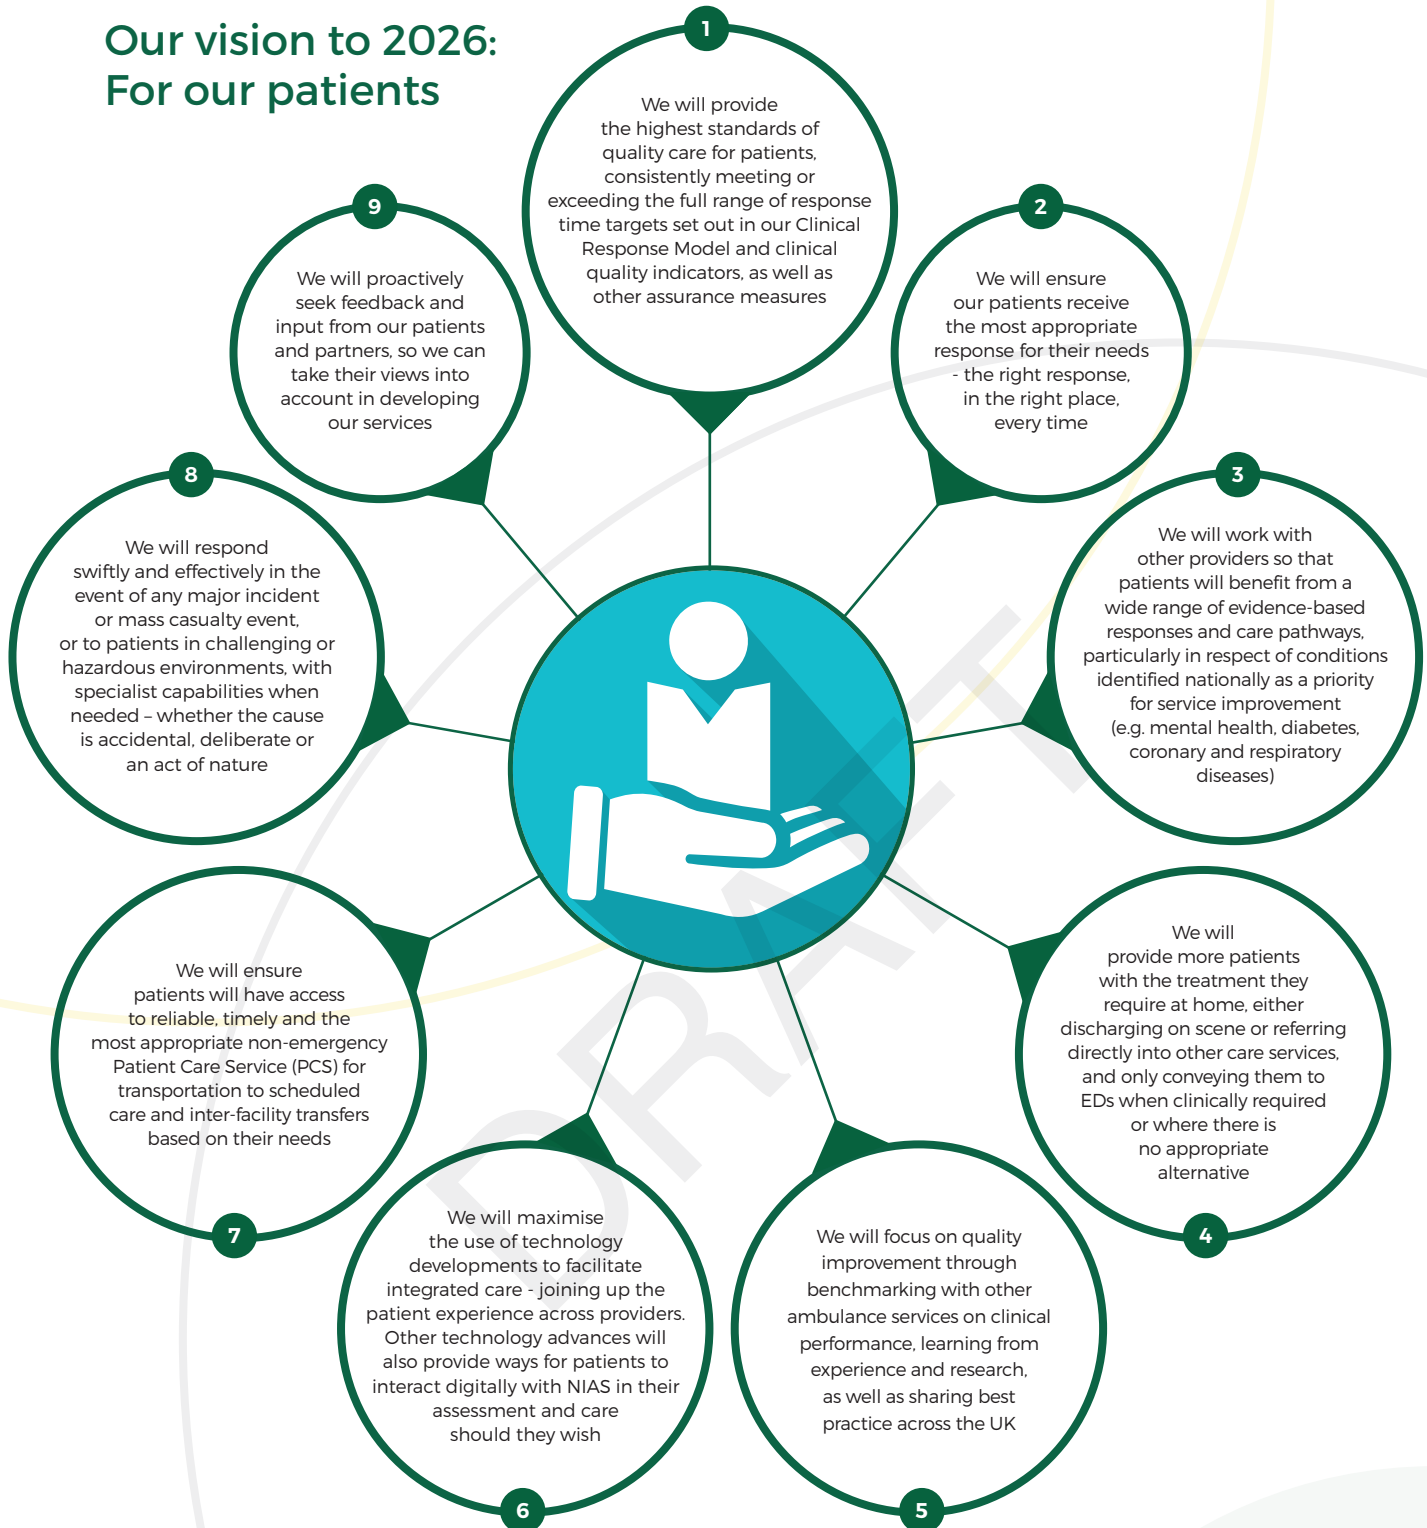 Our vision to 2026:
For our patients
1
We will provide
the highest standards of
quality care for patients,
consistently meeting or
exceeding the full range of response
time targets set out in our Clinical
Response Model and clinical
quality indicators, as well as
other assurance measures
2
We will ensure
our patients receive
the most appropriate
response for their needs
- the right response,
in the right place,
every time
3
We will work with
other providers so that
patients will benefit from a
wide range of evidence-based
responses and care pathways,
particularly in respect of conditions
identified nationally as a priority
for service improvement
(e.g. mental health, diabetes,
coronary and respiratory
diseases)
We will
provide more patients
with the treatment they
require at home, either
discharging on scene or referring
directly into other care services,
and only conveying them to
EDs when clinically required
or where there is
no appropriate
alternative
4
We will focus on quality
improvement through
benchmarking with other
ambulance services on clinical
performance, learning from
experience and research,
as well as sharing best
practice across the UK
5
We will maximise
the use of technology
developments to facilitate
integrated care - joining up the
patient experience across providers.
Other technology advances will
also provide ways for patients to
interact digitally with NIAS in their
assessment and care
should they wish
6
We will ensure
patients will have access
to reliable, timely and the
most appropriate non-emergency
Patient Care Service (PCS) for
transportation to scheduled
care and inter-facility transfers
based on their needs
7
8
We will respond
swiftly and effectively in the
event of any major incident
or mass casualty event,
or to patients in challenging or
hazardous environments, with
specialist capabilities when
needed – whether the cause
is accidental, deliberate or
an act of nature
9
We will proactively
seek feedback and
input from our patients
and partners, so we can
take their views into
account in developing
our services
DRAFT